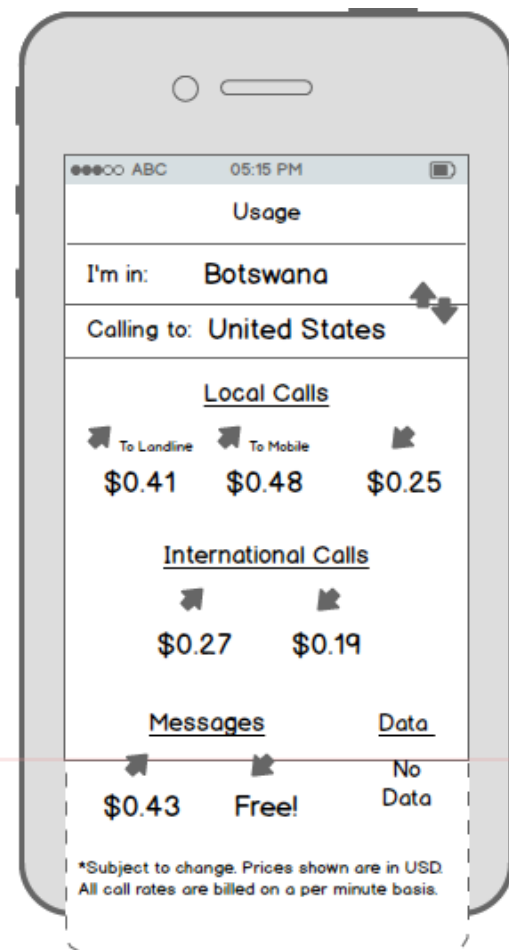 ABC 05:15 PM
Usage
I'm in: Botswana
Calling to: United States
Local Calls
To Landline To Mobile
$0.41 $0.48 $0.25
International Calls
$0.27 $0.19
Messages Data
No
$0.43 Free! Data
*Subject to change. Prices shown are in USD.
All call rates are billed on a per minute basis.